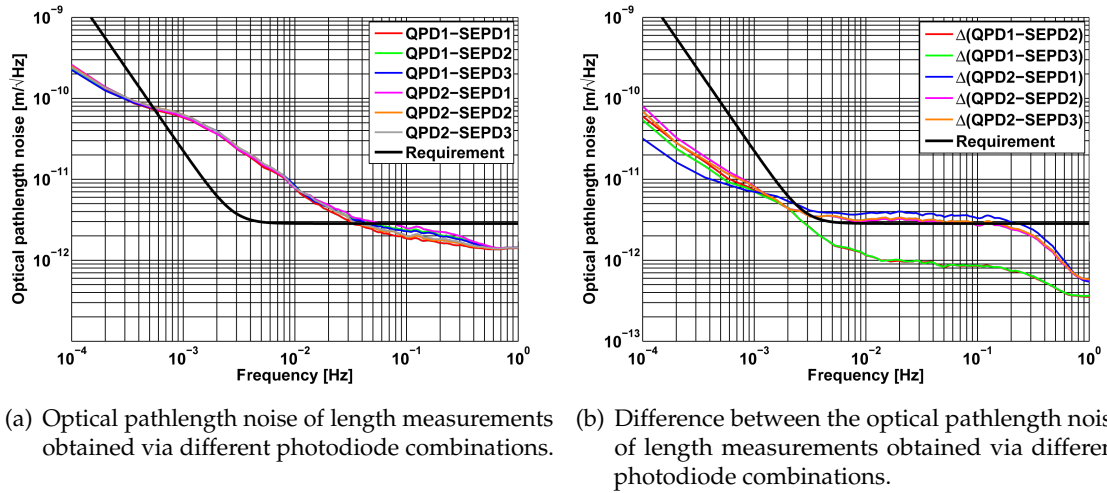 10⁻⁹
10⁻¹⁰
10⁻¹¹
10⁻¹²
Optical pathlength noise [m/√Hz]
10⁻⁴
10⁻³
10⁻²
10⁻¹
10⁰
Frequency [Hz]
QPD1−SEPD1
QPD1−SEPD2
QPD1−SEPD3
QPD2−SEPD1
QPD2−SEPD2
QPD2−SEPD3
Requirement
10⁻⁹
10⁻¹⁰
10⁻¹¹
10⁻¹²
10⁻¹³
Optical pathlength noise [m/√Hz]
10⁻⁴
10⁻³
10⁻²
10⁻¹
10⁰
Frequency [Hz]
Δ(QPD1−SEPD2)
Δ(QPD1−SEPD3)
Δ(QPD2−SEPD1)
Δ(QPD2−SEPD2)
Δ(QPD2−SEPD3)
Requirement
(a) Optical pathlength noise of length measurements
obtained via different photodiode combinations.
(b) Difference between the optical pathlength nois
of length measurements obtained via differen
photodiode combinations.